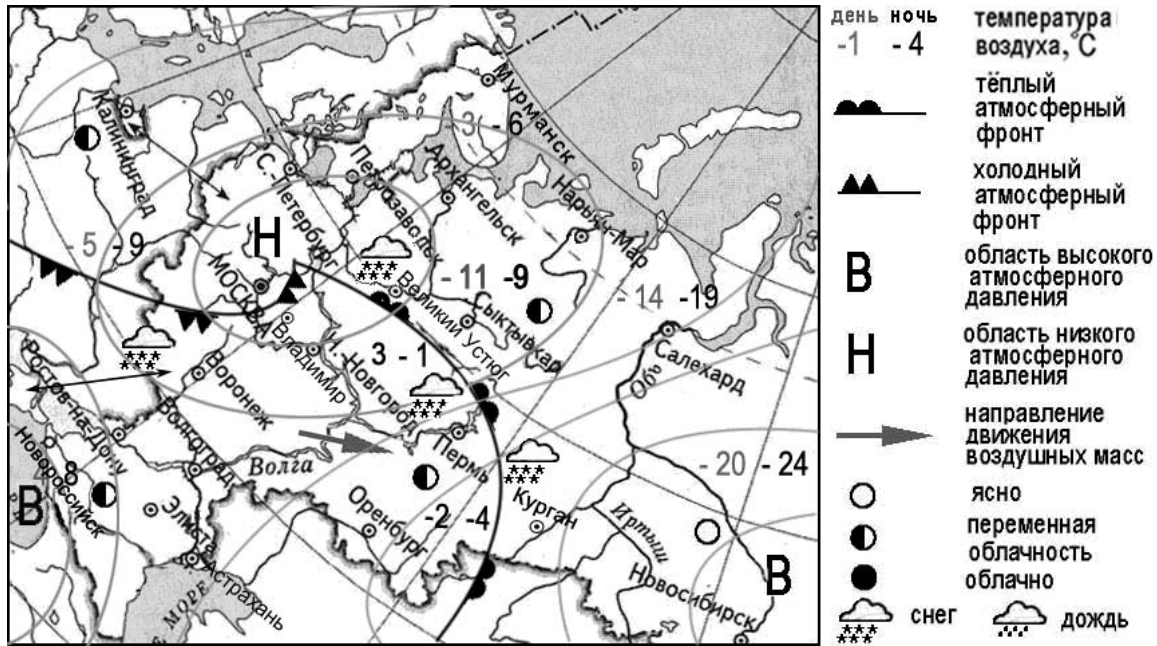 Мурманск
Калининград
С.-Петербург
Петрозаводск
Архангельск
Нарьян-Мар
- 3 - 6
- 5 - 9
Н
МОСКВА
Владимир
Н.-Новгород
Великий Устюг
Сыктывкар
- 11 -9
- 14 -19
Салехард
Обь
3 - 1
Ростов-на-Дону
Воронеж
Волгоград
Новороссийск
Волга
Пермь
- 20 - 24
8
В
Элиста
Оренбург
-2 -4
Курган
Иртыш
Новосибирск
В
Астрахань
Е МОРЕ
день ночь
-1 - 4
температура
воздуха, °С
тёплый
атмосферный
фронт
холодный
атмосферный
фронт
В
область высокого
атмосферного
давления
Н
область низкого
атмосферного
давления
направление
движения
воздушных масс
ясно
переменная
облачность
облачно
снег
дождь